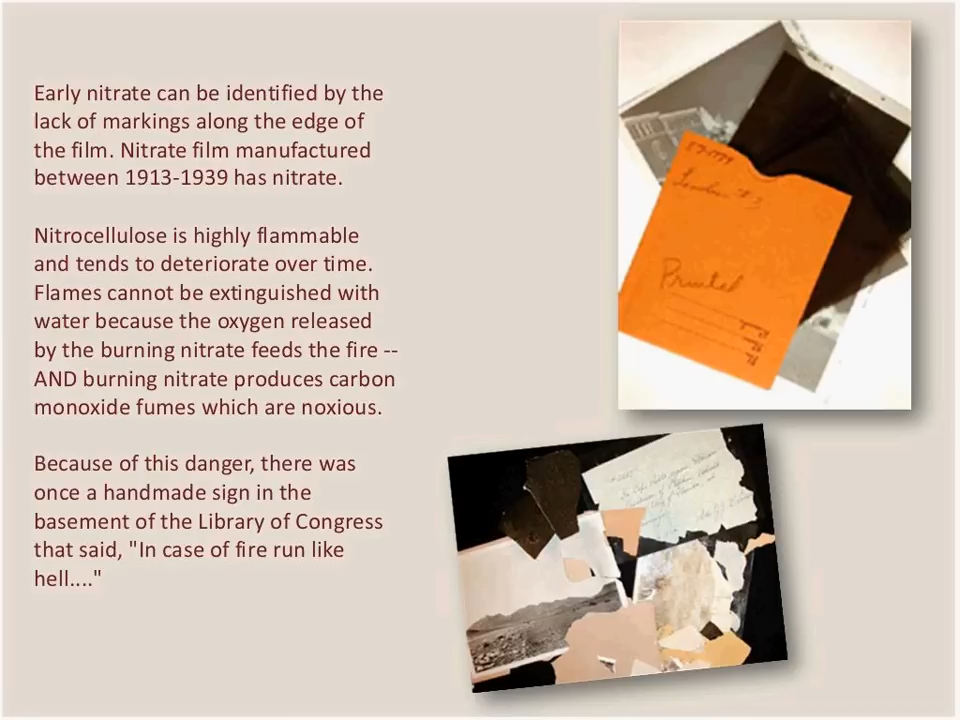 Early nitrate can be identified by the
lack of markings along the edge of
the film. Nitrate film manufactured
between 1913-1939 has nitrate.
Nitrocellulose is highly flammable
and tends to deteriorate over time.
Flames cannot be extinguished with
water because the oxygen released
by the burning nitrate feeds the fire --
AND burning nitrate produces carbon
monoxide fumes which are noxious.
Because of this danger, there was
once a handmade sign in the
basement of the Library of Congress
that said, "In case of fire run like
hell...."
Printed